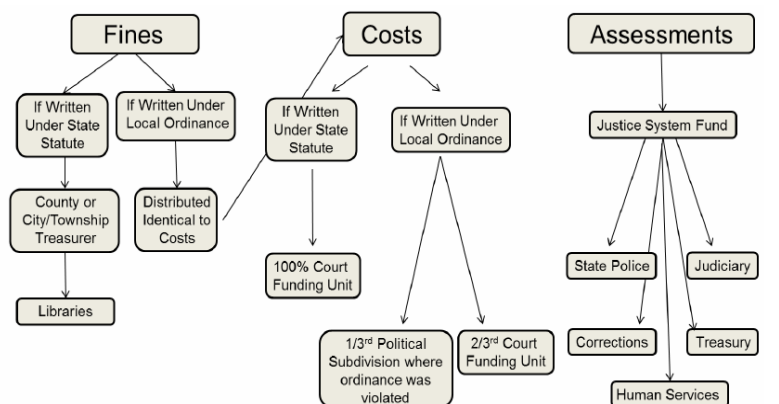 Fines
If Written
Under State
Statute
If Written Under
Local Ordinance
County or
City/Township
Treasurer
Distributed
Identical to
Costs
Libraries
Costs
If Written
Under State
Statute
If Written Under
Local Ordinance
100% Court
Funding Unit
1/3rd Political
Subdivision where
ordinance was
violated
2/3rd Court
Funding Unit
Assessments
Justice System Fund
State Police
Judiciary
Corrections
Treasury
Human Services